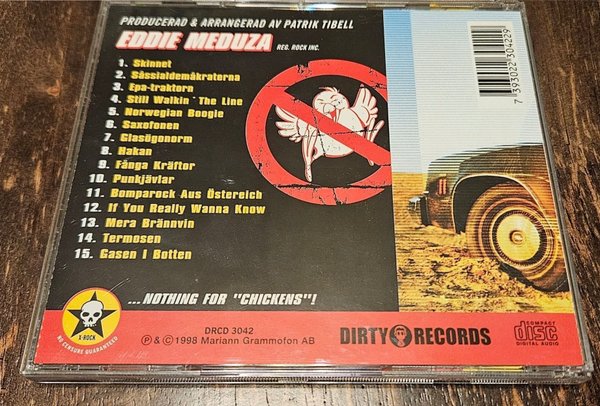 PRODUCERAD & ARRANGERAD AV PATRIK TIBELL
EDDIE MEDUZA REG. ROCK INC.
1. Skinnet
2. Såssialdemåkraterna
3. Epa-traktorn
4. Still Walkin' The Line
5. Norwegian Boogie
6. Saxofonen
7. Glasögonorm
8. Hakan
9. Fånga Kräftor
10. Punkjävlar
11. Bomparock Aus Östereich
12. If You Really Wanna Know
13. Mera Brännvin
14. Termosen
15. Gasen I Botten
...NOTHING FOR "CHICKENS"!
7 393022 304229
X-ROCK
NO CENSURE GUARANTEED
DRCD 3042
℗ & © 1998 Mariann Grammofon AB
DIRTY RECORDS
COMPACT
disc
DIGITAL AUDIO